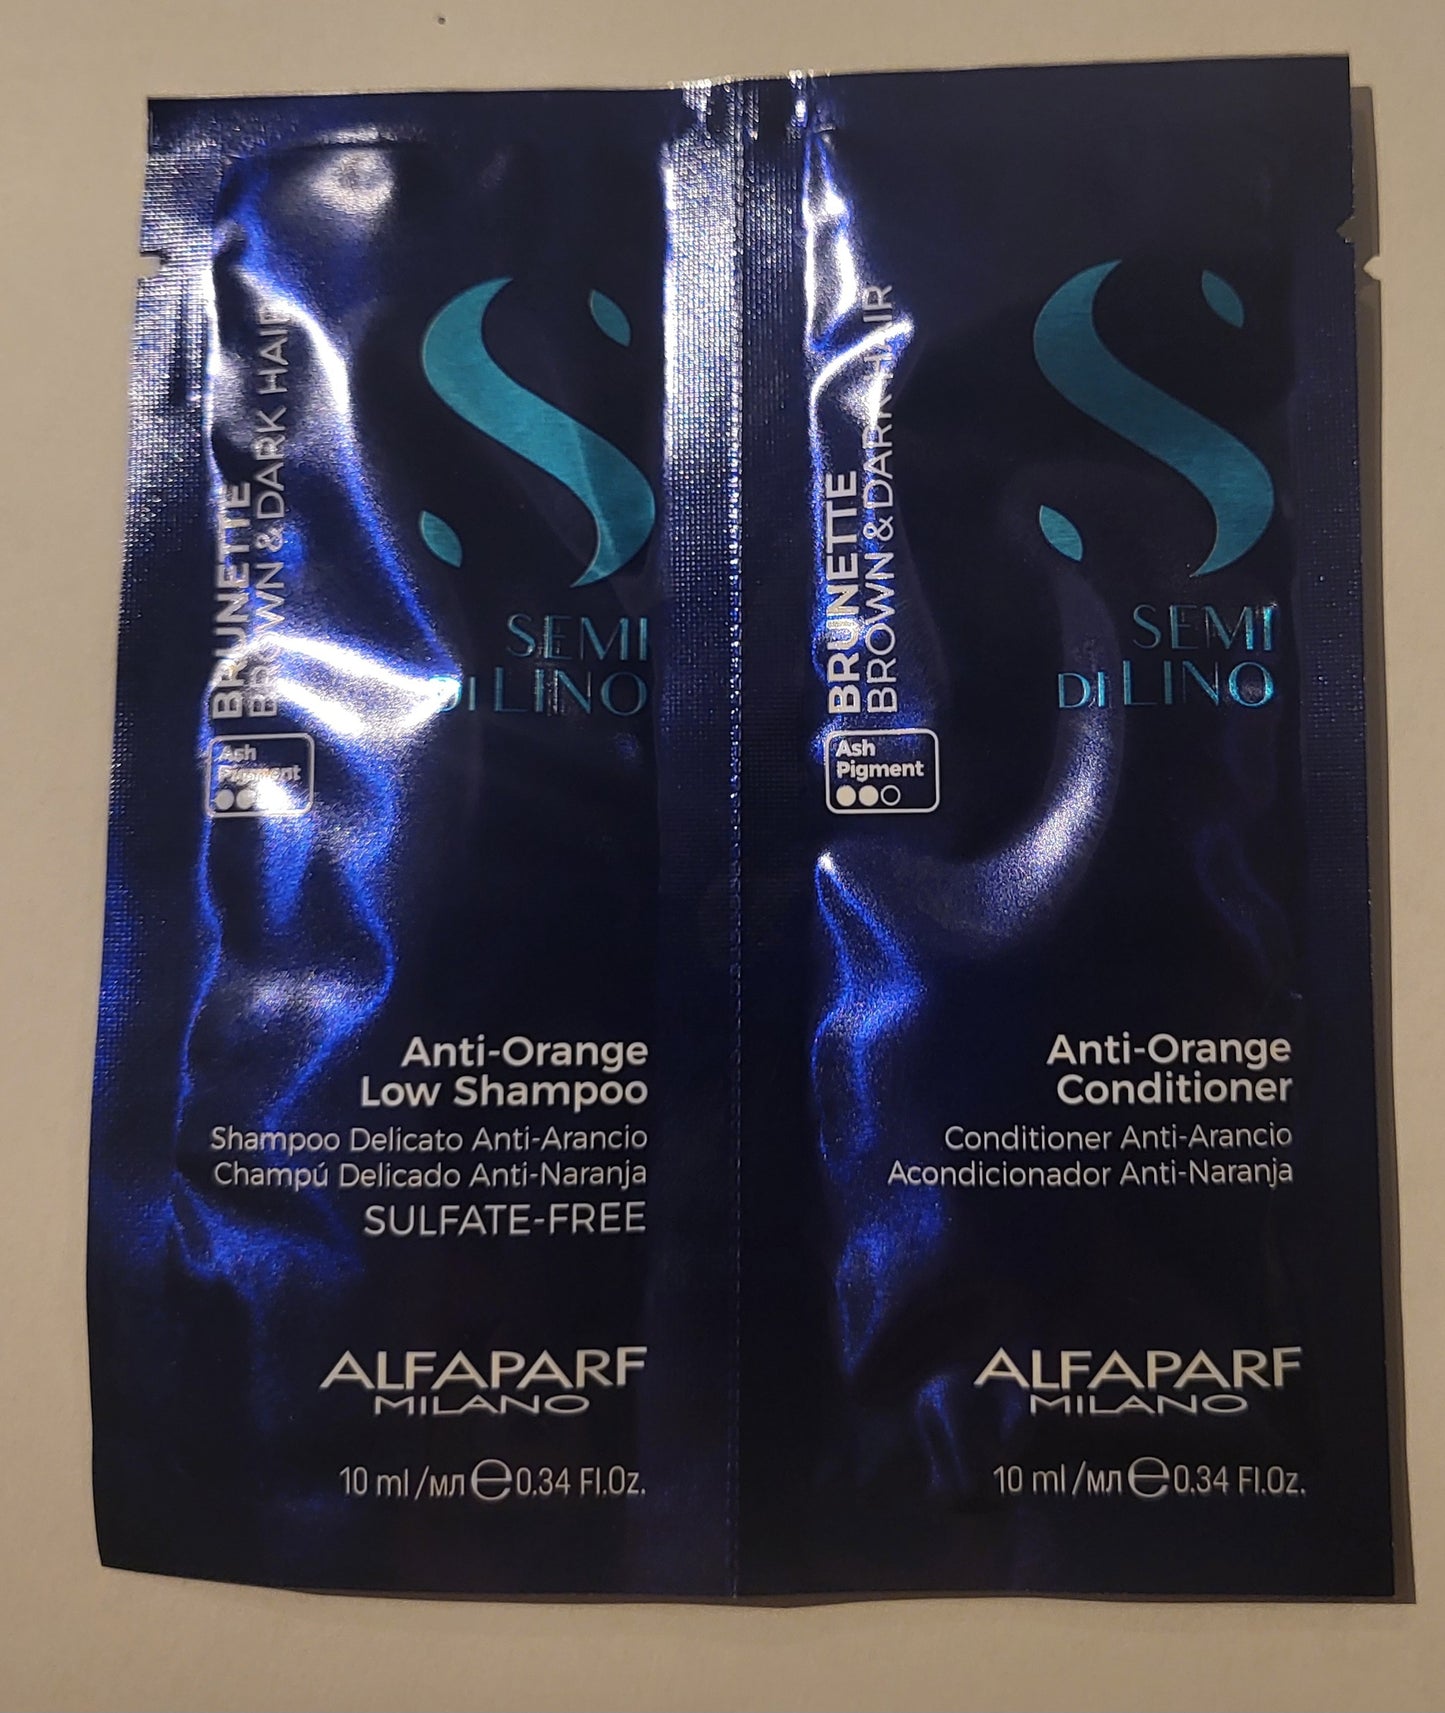 BRUNETTE
BROWN & DARK HAIR
Ash
Pigment
SEMI
DI LINO
Anti-Orange
Low Shampoo
Shampoo Delicato Anti-Arancio
Champú Delicado Anti-Naranja
SULFATE-FREE
ALFAPARF
MILANO
10 ml/мл ℮ 0.34 Fl.Oz.
BRUNETTE
BROWN & DARK HAIR
Ash
Pigment
SEMI
DI LINO
Anti-Orange
Conditioner
Conditioner Anti-Arancio
Acondicionador Anti-Naranja
ALFAPARF
MILANO
10 ml/мл ℮ 0.34 Fl.Oz.